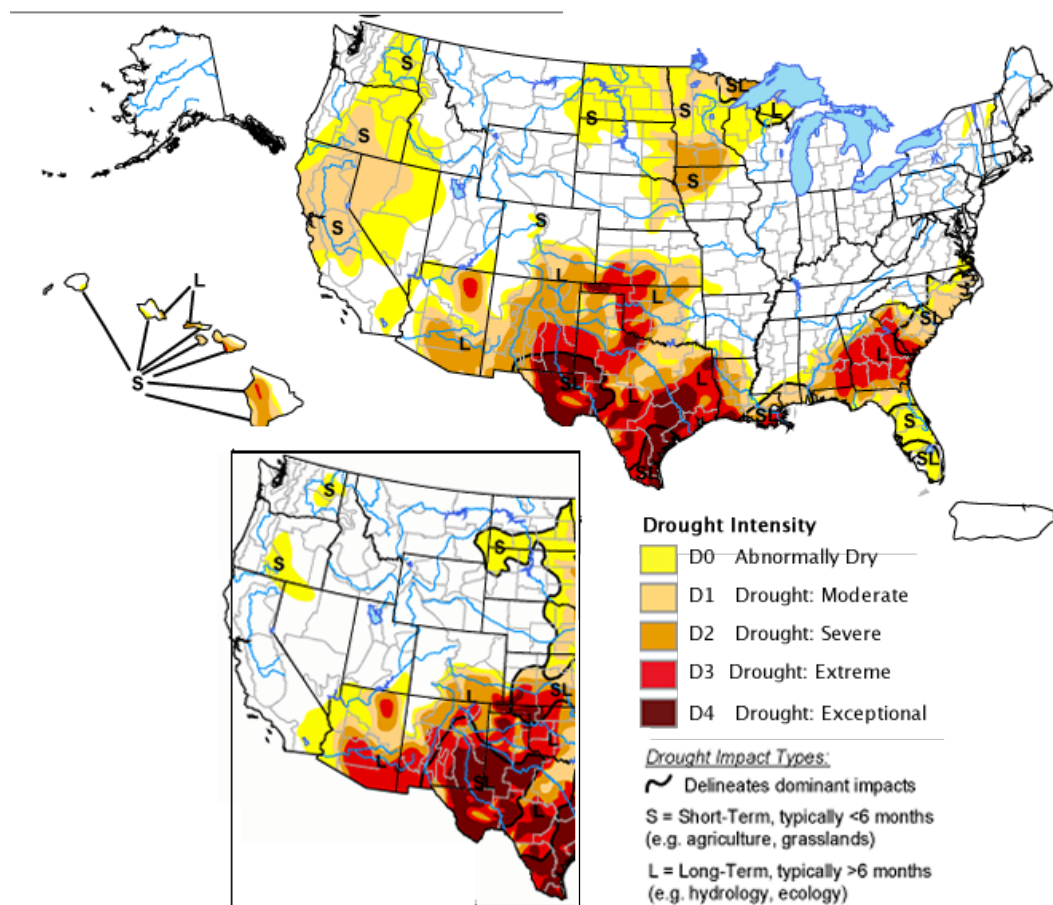 S
SL
L
S
S
S
S
S
S
L
L
L
L
SL
L
L
L
SL
SL
S
SL
SL
L
S
S
S
S
L
SL
L
L
SL
L
Drought Intensity
D0 Abnormally Dry
D1 Drought: Moderate
D2 Drought: Severe
D3 Drought: Extreme
D4 Drought: Exceptional
Drought Impact Types:
Delineates dominant impacts
S = Short-Term, typically <6 months
(e.g. agriculture, grasslands)
L = Long-Term, typically >6 months
(e.g. hydrology, ecology)